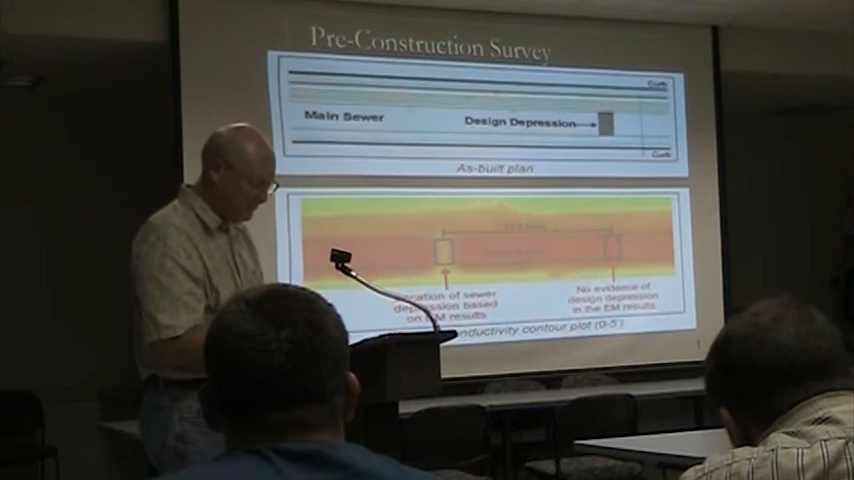 Pre-Construction Survey
Curb
Main Sewer
Design Depression
Curb
As-built plan
of sewer
depression based
on EM results
No evidence of
design depression
in the EM results
contour plot (0-5')